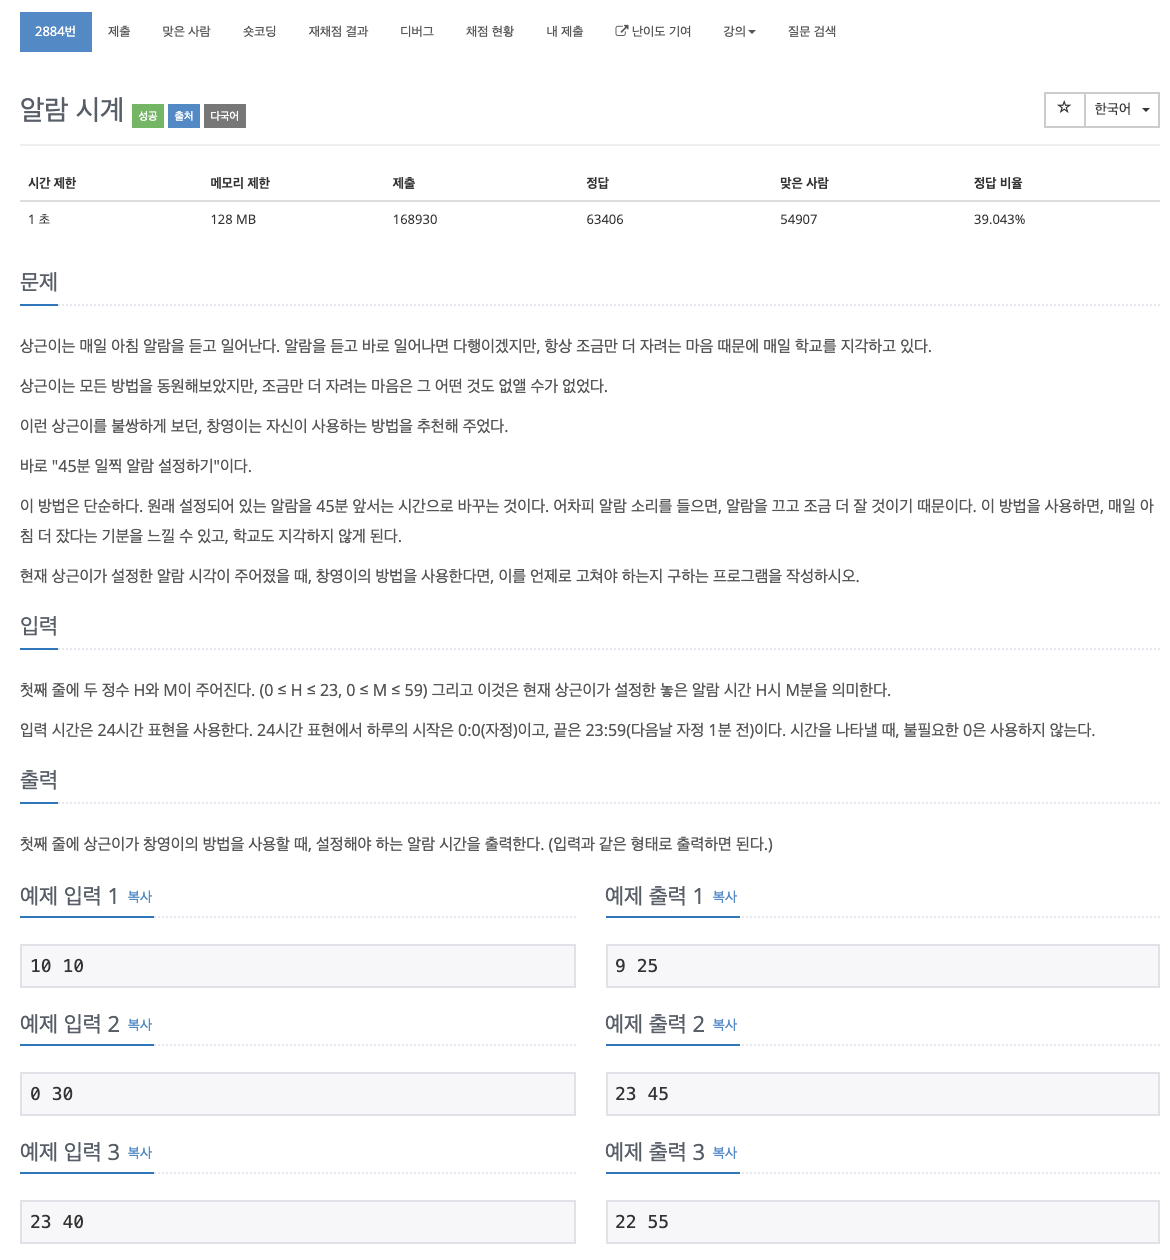 2884번 제출 맞은 사람 숏코딩 재채점 결과 디버그 채점 현황 내 제출 난이도 기여 강의 질문 검색
알람 시계 성공 출처 다국어 ☆ 한국어
시간 제한 메모리 제한 제출 정답 맞은 사람 정답 비율
1 초 128 MB 168930 63406 54907 39.043%
문제
상근이는 매일 아침 알람을 듣고 일어난다. 알람을 듣고 바로 일어나면 다행이겠지만, 항상 조금만 더 자려는 마음 때문에 매일 학교를 지각하고 있다.
상근이는 모든 방법을 동원해보았지만, 조금만 더 자려는 마음은 그 어떤 것도 없앨 수가 없었다.
이런 상근이를 불쌍하게 보던, 창영이는 자신이 사용하는 방법을 추천해 주었다.
바로 "45분 일찍 알람 설정하기"이다.
이 방법은 단순하다. 원래 설정되어 있는 알람을 45분 앞서는 시간으로 바꾸는 것이다. 어차피 알람 소리를 들으면, 알람을 끄고 조금 더 잘 것이기 때문이다. 이 방법을 사용하면, 매일 아
침 더 잤다는 기분을 느낄 수 있고, 학교도 지각하지 않게 된다.
현재 상근이가 설정한 알람 시각이 주어졌을 때, 창영이의 방법을 사용한다면, 이를 언제로 고쳐야 하는지 구하는 프로그램을 작성하시오.
입력
첫째 줄에 두 정수 H와 M이 주어진다. (0 ≤ H ≤ 23, 0 ≤ M ≤ 59) 그리고 이것은 현재 상근이가 설정한 놓은 알람 시간 H시 M분을 의미한다.
입력 시간은 24시간 표현을 사용한다. 24시간 표현에서 하루의 시작은 0:0(자정)이고, 끝은 23:59(다음날 자정 1분 전)이다. 시간을 나타낼 때, 불필요한 0은 사용하지 않는다.
출력
첫째 줄에 상근이가 창영이의 방법을 사용할 때, 설정해야 하는 알람 시간을 출력한다. (입력과 같은 형태로 출력하면 된다.)
예제 입력 1 복사 예제 출력 1 복사
10 10 9 25
예제 입력 2 복사 예제 출력 2 복사
0 30 23 45
예제 입력 3 복사 예제 출력 3 복사
23 40 22 55